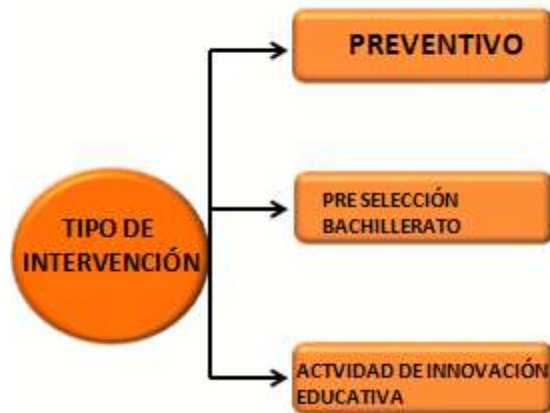 PREVENTIVO
TIPO DE
INTERVENCIÓN
PRE SELECCIÓN
BACHILLERATO
ACTVIDAD DE INNOVACIÓN
EDUCATIVA